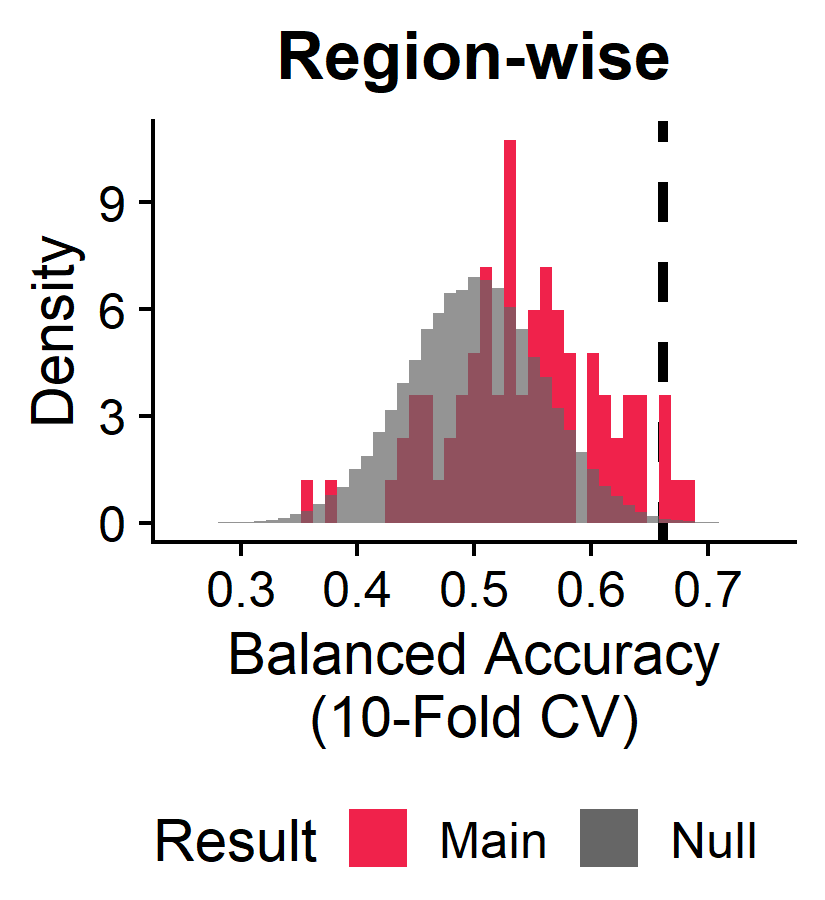 Region-wise
Density
9
6
3
0
0.3 0.4 0.5 0.6 0.7
Balanced Accuracy
(10-Fold CV)
Result Main Null